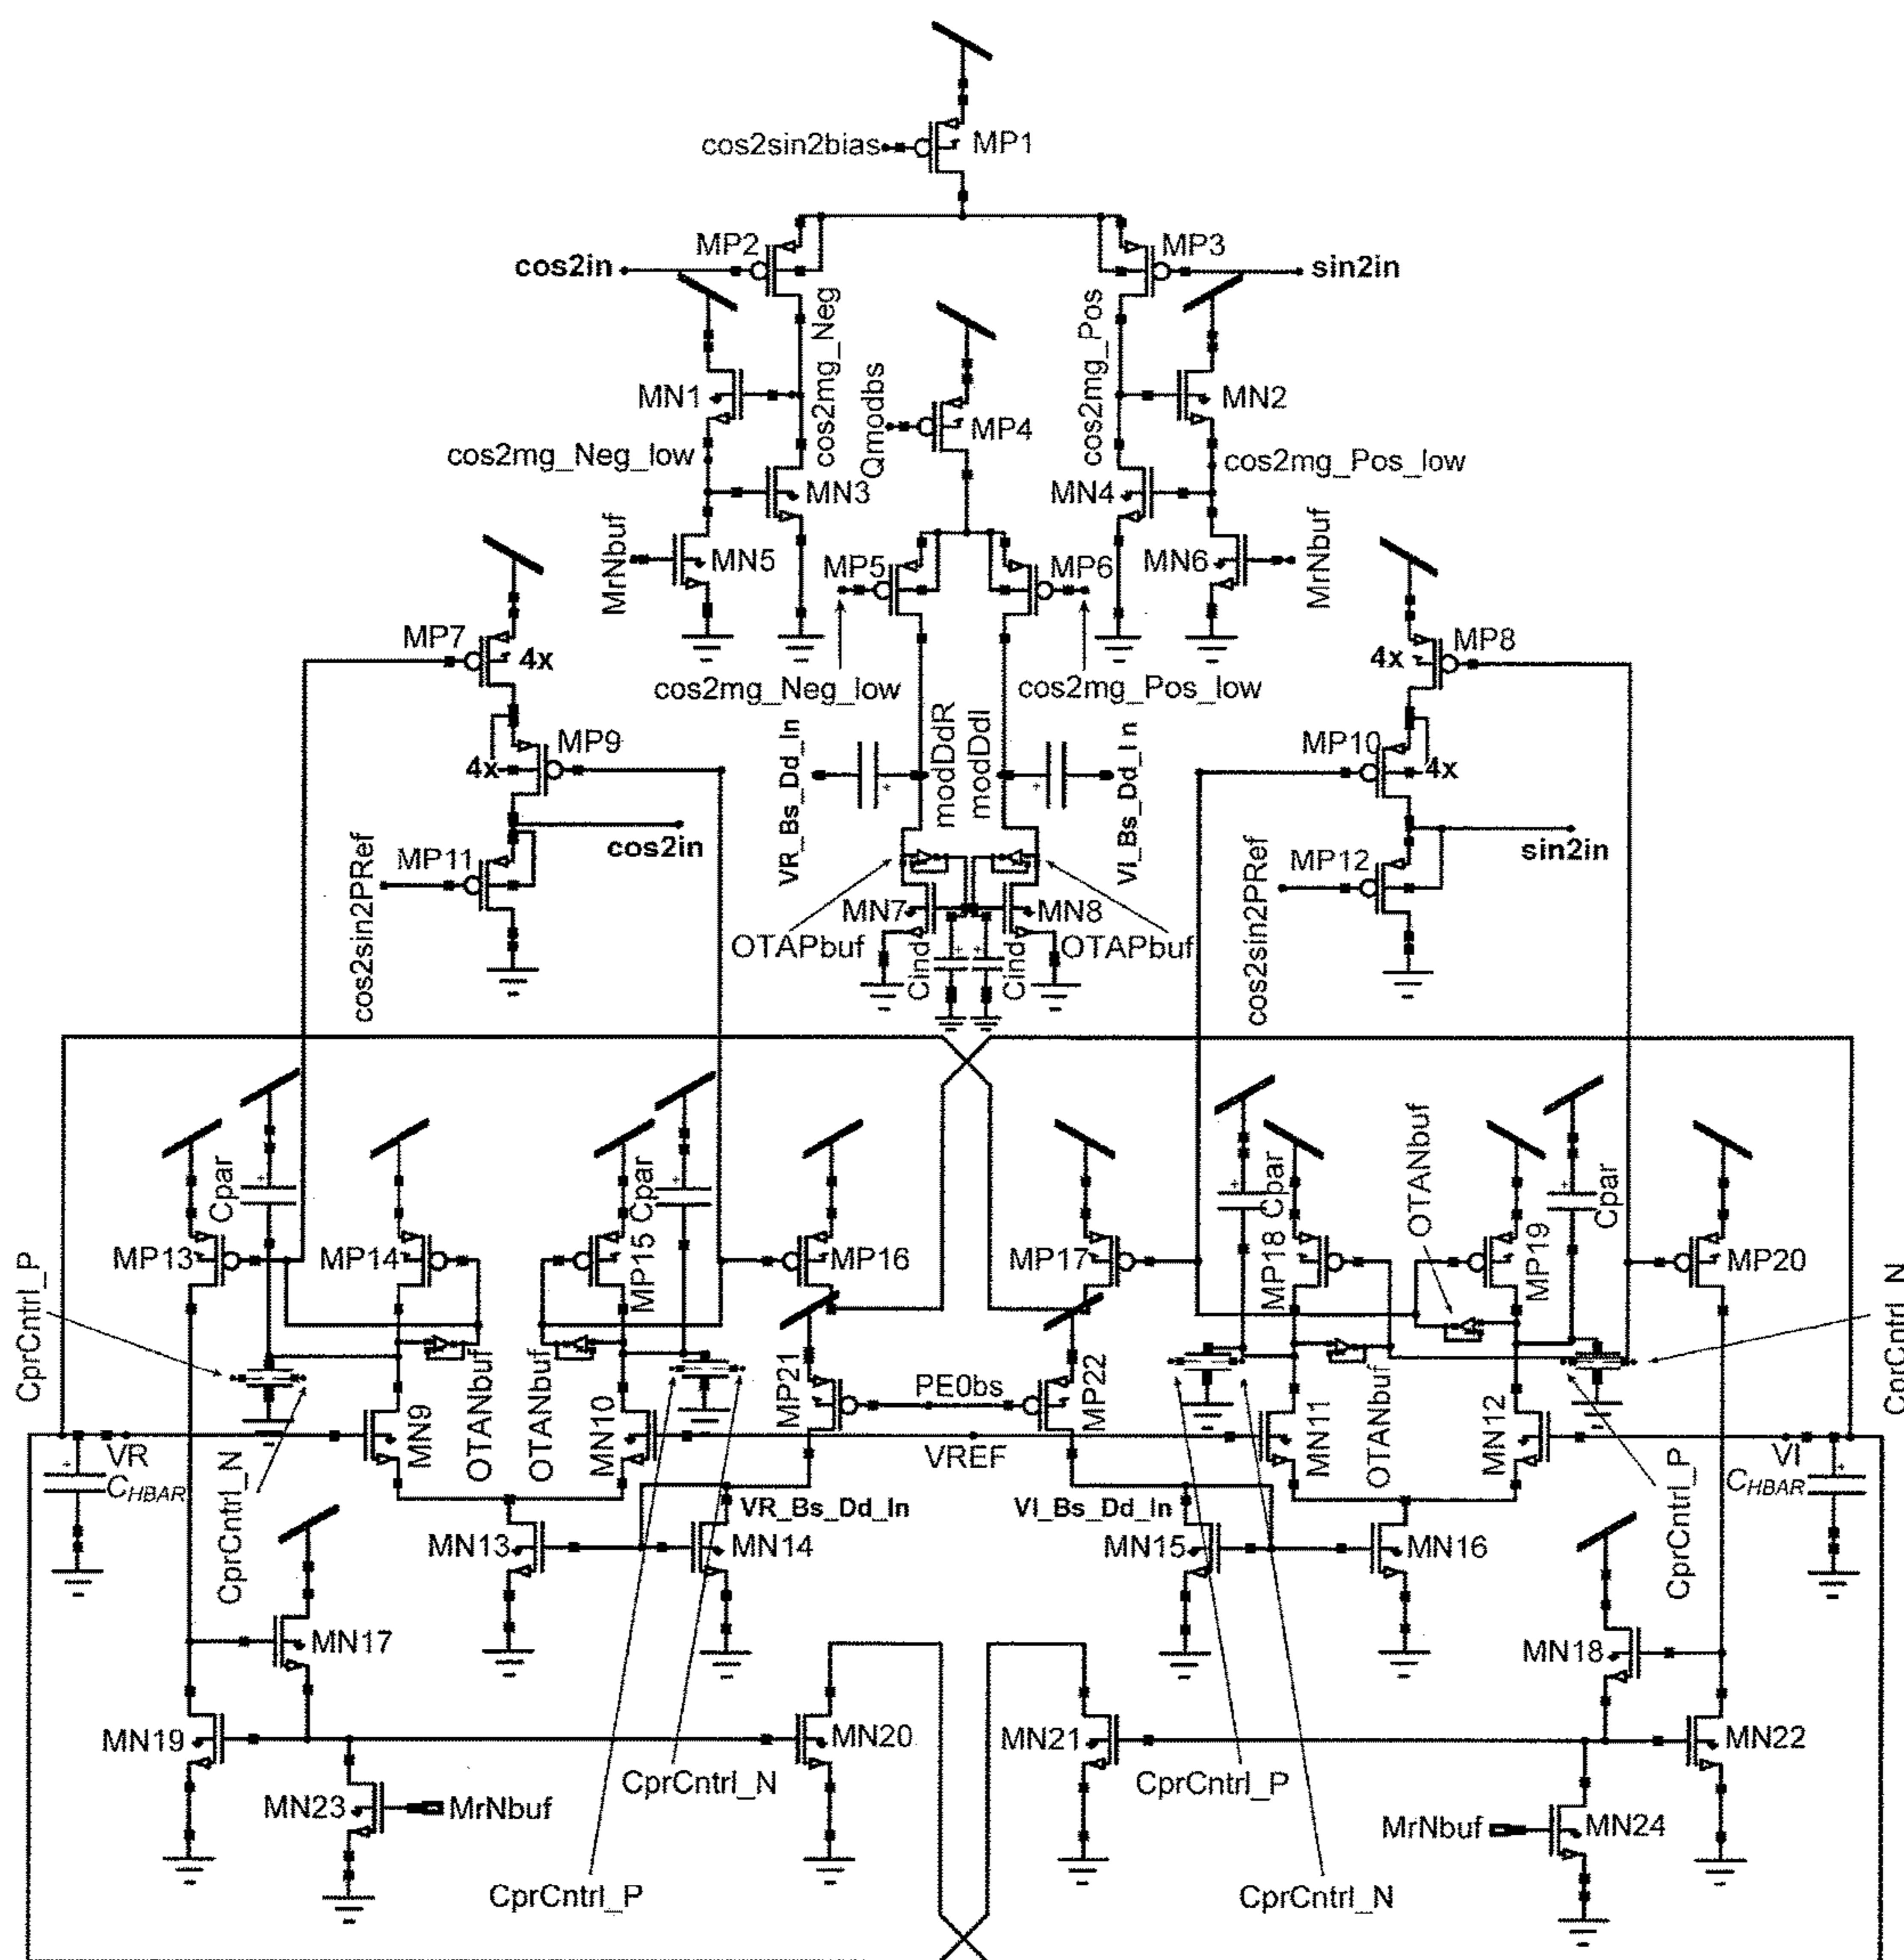 cos2sin2bias
MP1
MP2
MP3
cos2in
sin2in
cos2mg_Neg
cos2mg_Pos
MN1
MN2
Qmodbs
MP4
cos2mg_Neg_low
cos2mg_Pos_low
MN3
MN4
MrNbuf
MN5
MP5
MP6
MN6
MrNbuf
MP7
4x
4x
MP8
cos2mg_Neg_low
cos2mg_Pos_low
VR_Bs_Dd_In
modDdR
modDdI
VI_Bs_Dd_In
MP9
4x
MP10
4x
cos2in
sin2in
cos2sin2PRef
MP11
cos2sin2PRef
MP12
MN7
MN8
OTAPbuf
OTAPbuf
Cind
Cind
Cpar
Cpar
Cpar
OTANbuf
Cpar
MP13
MP14
MP15
MP16
MP17
MP18
MP19
MP20
CprCntrl_P
CprCntrl_N
MP21
PE0bs
MP22
MN9
OTANbuf
OTANbuf
MN10
MN11
OTANbuf
MN12
VR
VREF
VI
CHBAR
CHBAR
CprCntrl_N
CprCntrl_P
VR_Bs_Dd_In
VI_Bs_Dd_In
MN13
MN14
MN15
MN16
MN17
MN18
MN19
MN20
MN21
MN22
CprCntrl_N
CprCntrl_P
MN23
MrNbuf
MrNbuf
MN24
CprCntrl_P
CprCntrl_N